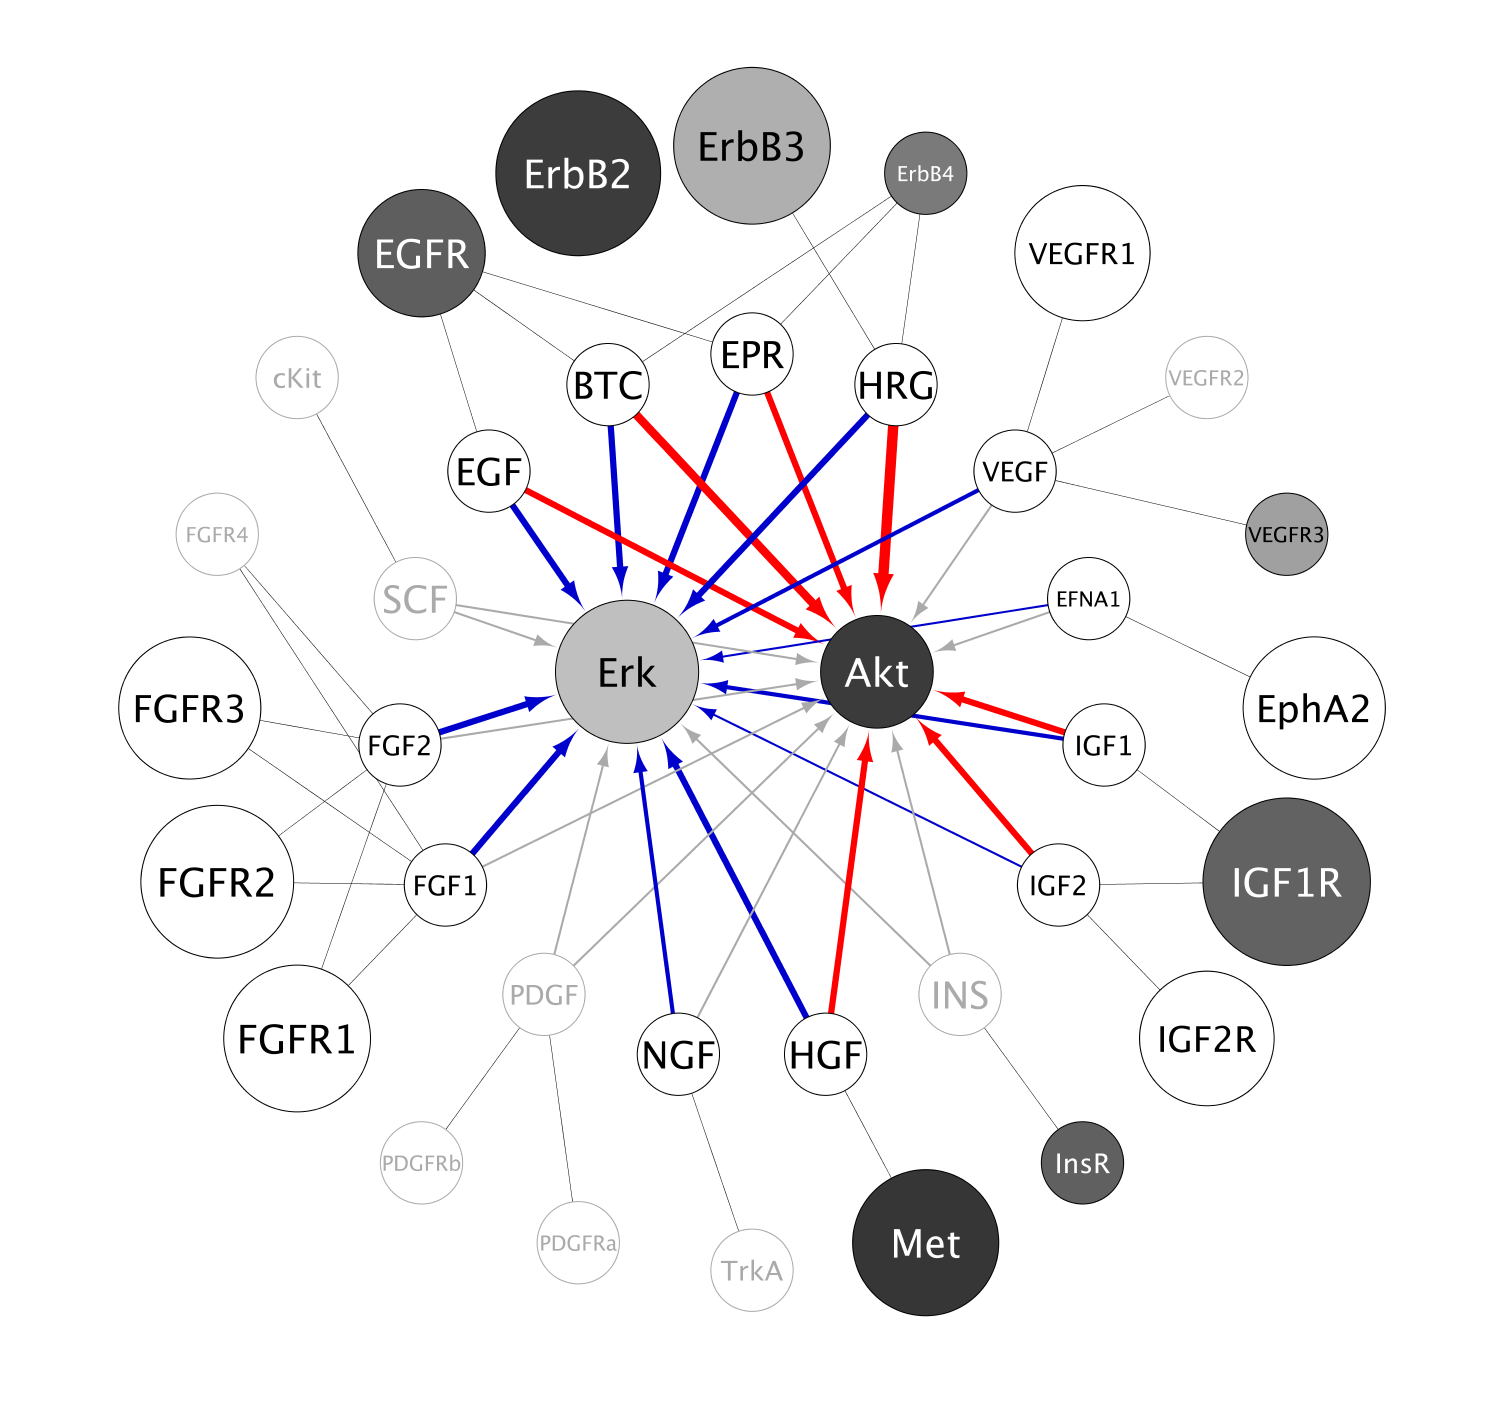 ErbB3
ErbB2
ErbB4
EGFR
VEGFR1
EPR
cKit
BTC
HRG
VEGFR2
EGF
VEGF
FGFR4
VEGFR3
SCF
EFNA1
Erk
Akt
FGFR3
EphA2
FGF2
IGF1
FGFR2
FGF1
IGF2
IGF1R
PDGF
INS
FGFR1
NGF
HGF
IGF2R
PDGFRb
InsR
PDGFRa
Met
TrkA